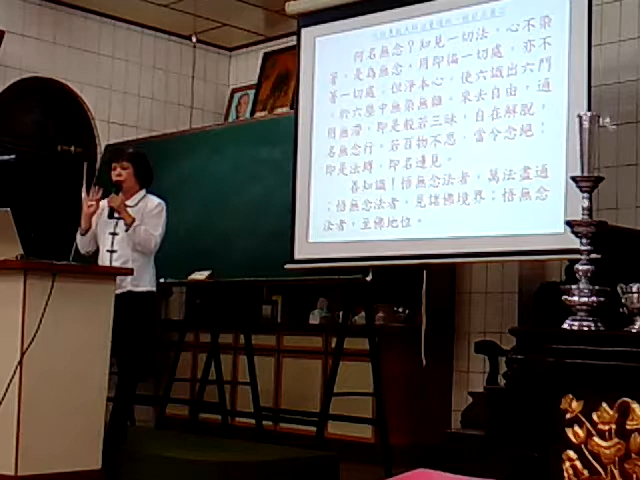 何名無念？知見一切法，心不染
著，是為無念。用即徧一切處，亦不
著一切處。但淨本心，使六識出六門
，於六塵中無染無雜，來去自由，通
用無滯，即是般若三昧，自在解脫，
名無念行。若百物不思，當令念絕，
即是法縛，即名邊見。
善知識！悟無念法者，萬法盡通
；悟無念法者，見諸佛境界；悟無念
法者，至佛地位。